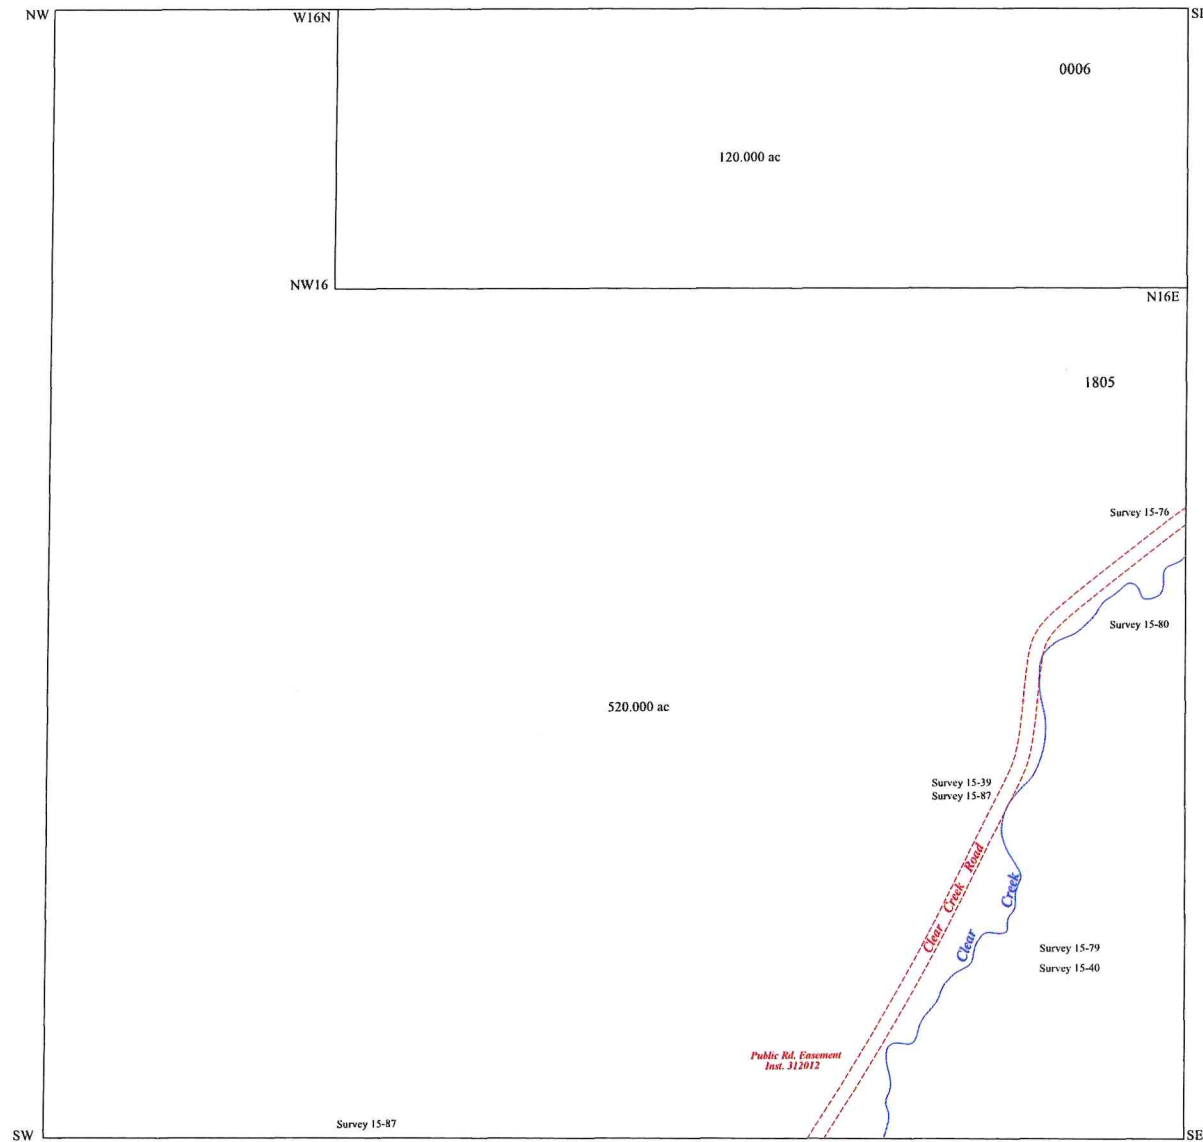 NW
W16N
0006
120.000 ac
NW16
N16E
1805
Survey 15-76
Survey 15-80
520.000 ac
Survey 15-39
Survey 15-87
Clear Creek Road
Clear Creek
Survey 15-79
Survey 15-40
Public Rd. Easement
Inst. 312012
Survey 15-87
SW
SE